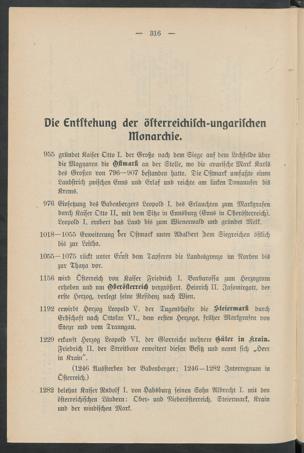 — 316 —
Die Entstehung der österreichisch-ungarischen
Monarchie.
955 gründet Kaiser Otto I. der Große nach dem Siege auf dem Lechfelde über
die Magyaren die Ostmark an der Stelle, wo die avarische Mark Karls
des Großen von 796—907 bestanden hatte. Die Ostmark umfaßte einen
Landstrich zwischen Enns und Erlaf und reichte am linken Donauufer bis
Krems.
976 Einsetzung des Babenbergers Leopold I. des Erlauchten zum Markgrafen
durch Kaiser Otto II., mit dem Sitze in Ennsburg (Enns in Oberösterreich).
Leopold I. erobert das Land bis zum Wienerwald und gründet Melk.
1018—1055 Erweiterung der Ostmark unter Adalbert dem Siegreichen östlich
bis zur Leitha.
1055—1075 rückt unter Ernst dem Tapferen die Landesgrenze im Norden bis
zur Thaya vor.
1156 wird Österreich von Kaiser Friedrich I. Barbarossa zum Herzogtum
erhoben und um Oberösterreich vergrößert. Heinrich II. Jasomirgott, der
erste Herzog, verlegt seine Residenz nach Wien.
1192 erwirbt Herzog Leopold V. der Tugendhafte die Steiermark durch
Erbschaft nach Ottokar VI., dem ersten Herzoge, früher Markgrafen von
Steyr und vom Traungau.
1229 erkauft Herzog Leopold VI. der Glorreiche mehrere Güter in Krain.
Friedrich II. der Streitbare erweitert diesen Besitz und nennt sich „Herr
in Krain“.
(1246 Aussterben der Babenberger; 1246—1282 Interregnum in
Österreich.)
1282 belehnt Kaiser Rudolf I. von Habsburg seinen Sohn Albrecht I. mit den
österreichischen Ländern: Ober- und Niederösterreich, Steiermark, Krain
und der windischen Mark.